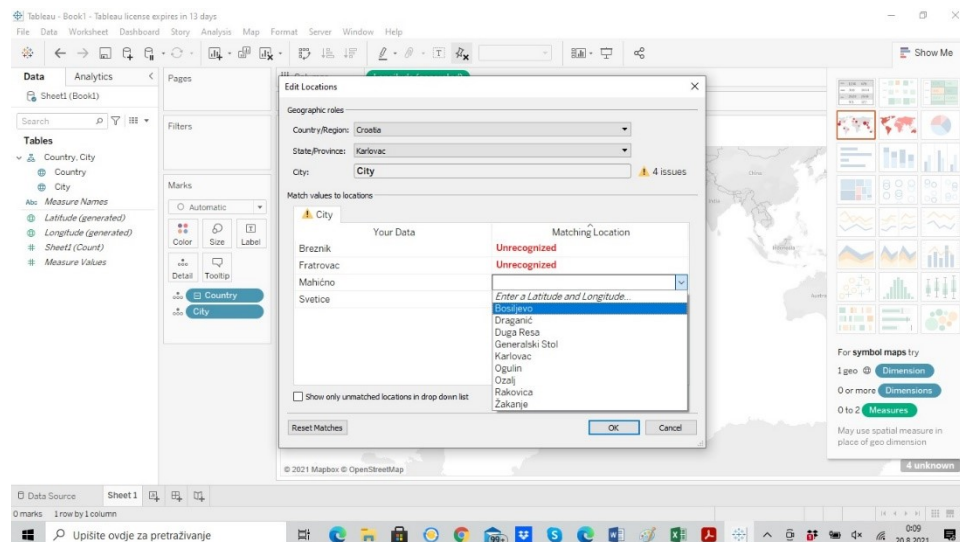 Tableau - Book1 - Tableau license expires in 13 days
File Data Worksheet Dashboard Story Analysis Map Format Server Window Help
Show Me
Data Analytics
Pages
Sheet1 (Book1)
Search
Filters
Tables
Country, City
Country
City
Abc Measure Names
Latitude (generated)
Longitude (generated)
# Sheet1 (Count)
# Measure Values
Marks
Automatic
Color Size Label
Detail Tooltip
Country
City
Edit Locations
Geographic roles
Country/Region: Croatia
State/Province: Karlovac
City: City 4 issues
Match values to locations
City
Your Data Matching Location
Breznik Unrecognized
Fratrovac Unrecognized
Mahično
Svetice
Enter a Latitude and Longitude...
Bosiljevo
Draganić
Duga Resa
Generalski Stol
Karlovac
Ogulin
Ozalj
Rakovica
Žakanje
Show only unmatched locations in drop down list
Reset Matches OK Cancel
© 2021 Mapbox © OpenStreetMap
China
For symbol maps try
1 geo Dimension
0 or more Dimensions
0 to 2 Measures
May use spatial measure in
place of geo dimension
4 unknown
Data Source Sheet 1
0 marks 1 row by 1 column
Upišite ovdje za pretraživanje
99+
0:09
20.8.2021.